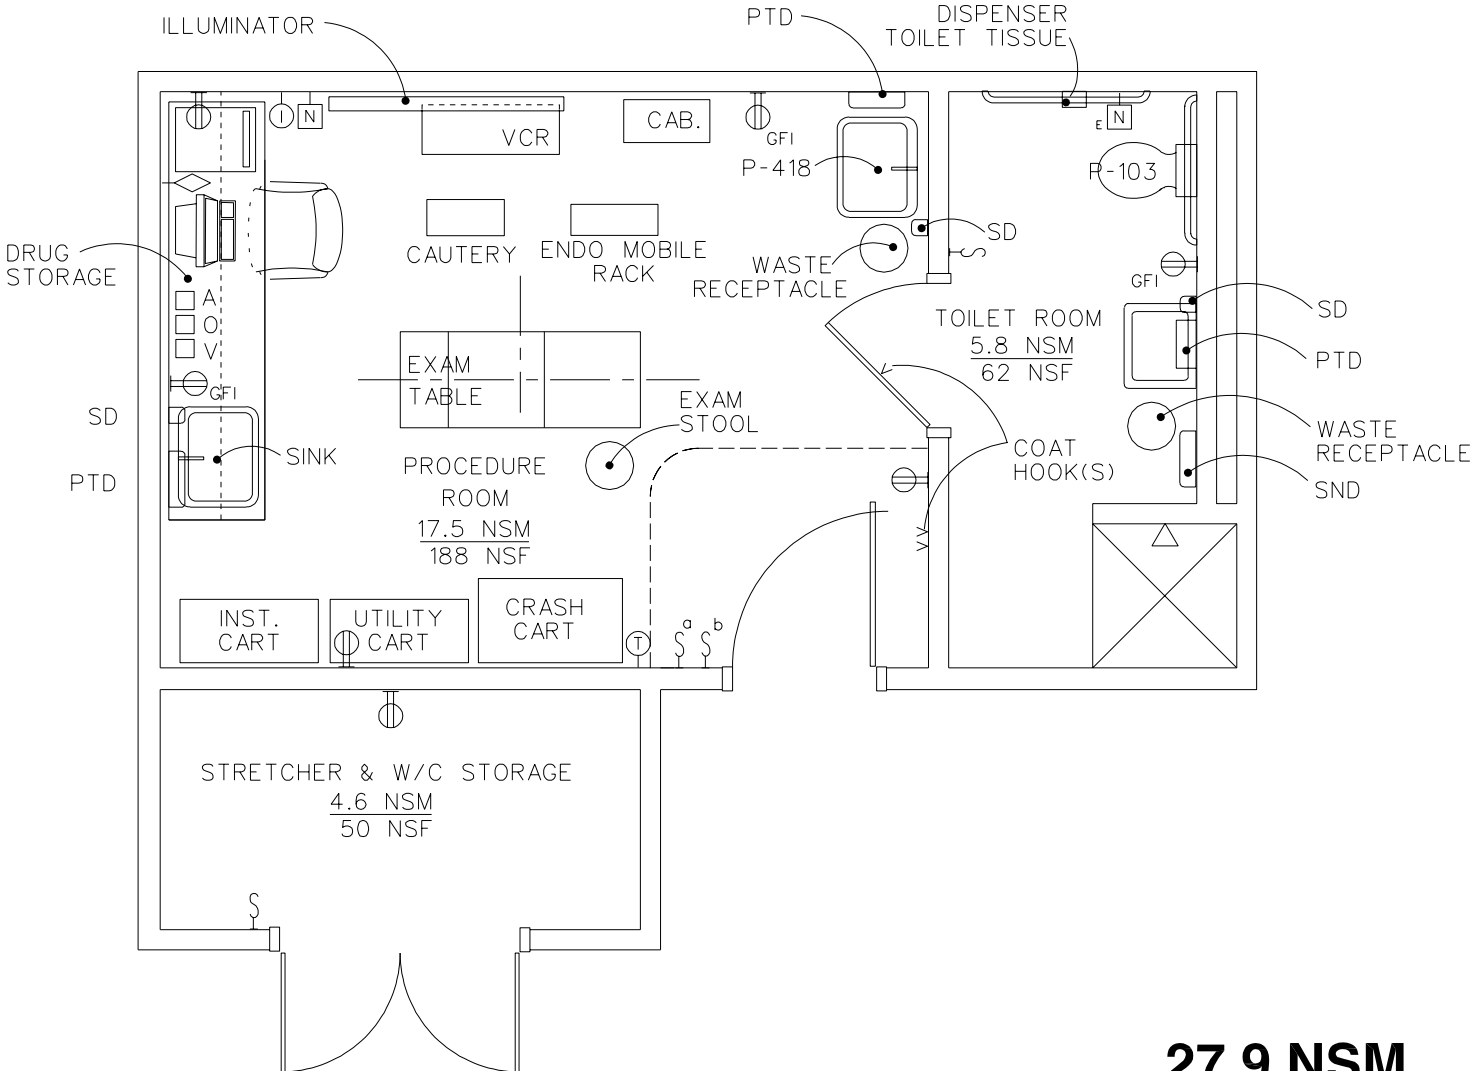 ILLUMINATOR
PTD
DISPENSER
TOILET TISSUE
I
N
VCR
CAB.
GFI
P-418
E
N
P-103
DRUG
STORAGE
CAUTERY
ENDO MOBILE
RACK
WASTE
RECEPTACLE
SD
S
GFI
A
O
V
GFI
SD
PTD
SINK
EXAM
TABLE
EXAM
STOOL
PROCEDURE
ROOM
17.5 NSM
188 NSF
TOILET ROOM
5.8 NSM
62 NSF
SD
PTD
COAT
HOOK(S)
WASTE
RECEPTACLE
SND
INST.
CART
UTILITY
CART
CRASH
CART
T
S a
S b
STRETCHER & W/C STORAGE
4.6 NSM
50 NSF
S
27.9 NSM